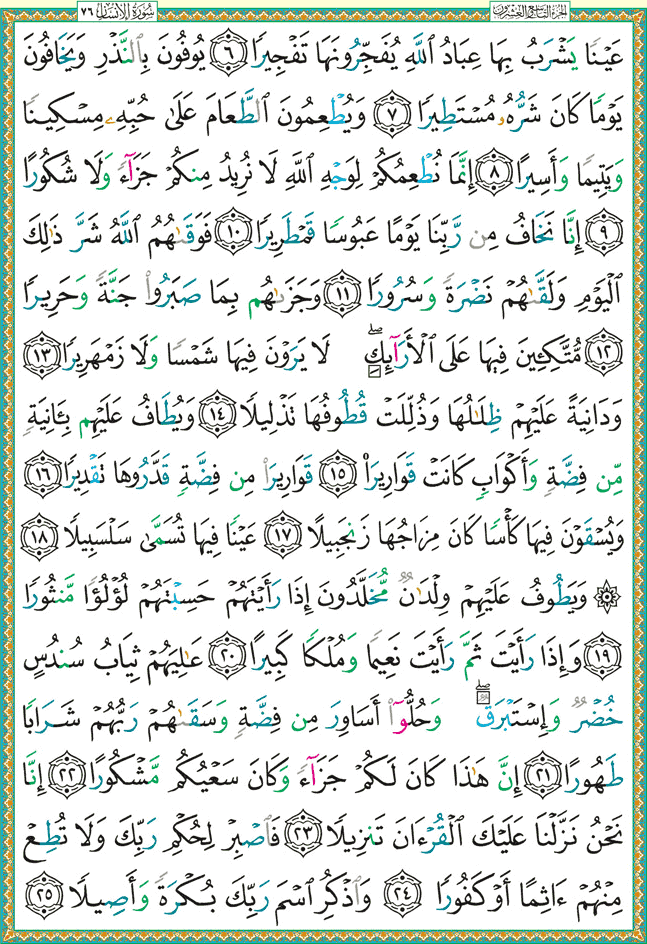 الجزء التاسع والعشرون
سورة الإنسان ٧٦
عَيْنًا يَشْرَبُ بِهَا عِبَادُ ٱللَّهِ يُفَجِّرُونَهَا تَفْجِيرًا ٦ يُوفُونَ بِٱلنَّذْرِ وَيَخَافُونَ
يَوْمًا كَانَ شَرُّهُۥ مُسْتَطِيرًا ٧ وَيُطْعِمُونَ ٱلطَّعَامَ عَلَىٰ حُبِّهِۦ مِسْكِينًا
وَيَتِيمًا وَأَسِيرًا ٨ إِنَّمَا نُطْعِمُكُمْ لِوَجْهِ ٱللَّهِ لَا نُرِيدُ مِنكُمْ جَزَآءً وَلَا شُكُورًا
٩ إِنَّا نَخَافُ مِن رَّبِّنَا يَوْمًا عَبُوسًا قَمْطَرِيرًا ١٠ فَوَقَىٰهُمُ ٱللَّهُ شَرَّ ذَٰلِكَ
ٱلْيَوْمِ وَلَقَّىٰهُمْ نَضْرَةً وَسُرُورًا ١١ وَجَزَىٰهُم بِمَا صَبَرُوا۟ جَنَّةً وَحَرِيرًا
١٢ مُّتَّكِـِٔينَ فِيهَا عَلَى ٱلْأَرَآئِكِ ۖ لَا يَرَوْنَ فِيهَا شَمْسًا وَلَا زَمْهَرِيرًا ١٣
وَدَانِيَةً عَلَيْهِمْ ظِلَـٰلُهَا وَذُلِّلَتْ قُطُوفُهَا تَذْلِيلًا ١٤ وَيُطَافُ عَلَيْهِم بِـَٔانِيَةٍ
مِّن فِضَّةٍ وَأَكْوَابٍ كَانَتْ قَوَارِيرَا۠ ١٥ قَوَارِيرَا۟ مِن فِضَّةٍ قَدَّرُوهَا تَقْدِيرًا ١٦
وَيُسْقَوْنَ فِيهَا كَأْسًا كَانَ مِزَاجُهَا زَنجَبِيلًا ١٧ عَيْنًا فِيهَا تُسَمَّىٰ سَلْسَبِيلًا ١٨
۞ وَيَطُوفُ عَلَيْهِمْ وِلْدَٰنٌ مُّخَلَّدُونَ إِذَا رَأَيْتَهُمْ حَسِبْتَهُمْ لُؤْلُؤًا مَّنثُورًا
١٩ وَإِذَا رَأَيْتَ ثَمَّ رَأَيْتَ نَعِيمًا وَمُلْكًا كَبِيرًا ٢٠ عَـٰلِيَهُمْ ثِيَابُ سُندُسٍ
خُضْرٌ وَإِسْتَبْرَقٌ ۖ وَحُلُّوٓا۟ أَسَاوِرَ مِن فِضَّةٍ وَسَقَىٰهُمْ رَبُّهُمْ شَرَابًا
طَهُورًا ٢١ إِنَّ هَـٰذَا كَانَ لَكُمْ جَزَآءً وَكَانَ سَعْيُكُم مَّشْكُورًا ٢٢ إِنَّا
نَحْنُ نَزَّلْنَا عَلَيْكَ ٱلْقُرْءَانَ تَنزِيلًا ٢٣ فَٱصْبِرْ لِحُكْمِ رَبِّكَ وَلَا تُطِعْ
مِنْهُمْ ءَاثِمًا أَوْ كَفُورًا ٢٤ وَٱذْكُرِ ٱسْمَ رَبِّكَ بُكْرَةً وَأَصِيلًا ٢٥